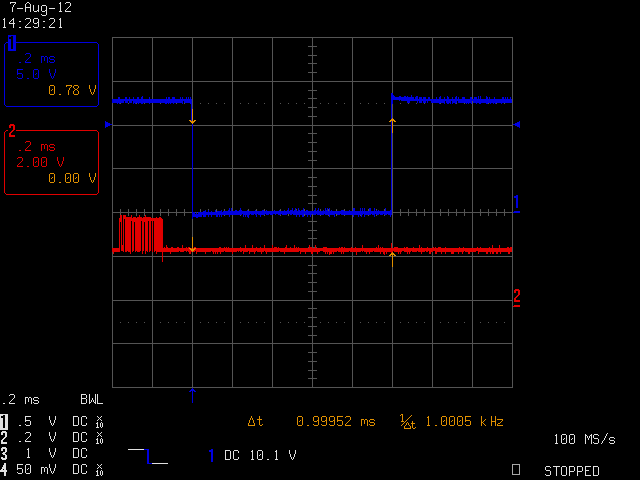 7-Aug-12
14:29:21
1
.2 ms
5.0 V
0.78 V
2
.2 ms
2.00 V
0.00 V
1
2
.2 ms BWL
1 .5 V DC X10
2 .2 V DC X10
3 1 V DC
4 50 mV DC X10
Δt 0.99952 ms 1/Δt 1.0005 kHz
1 DC 10.1 V
100 MS/s
STOPPED